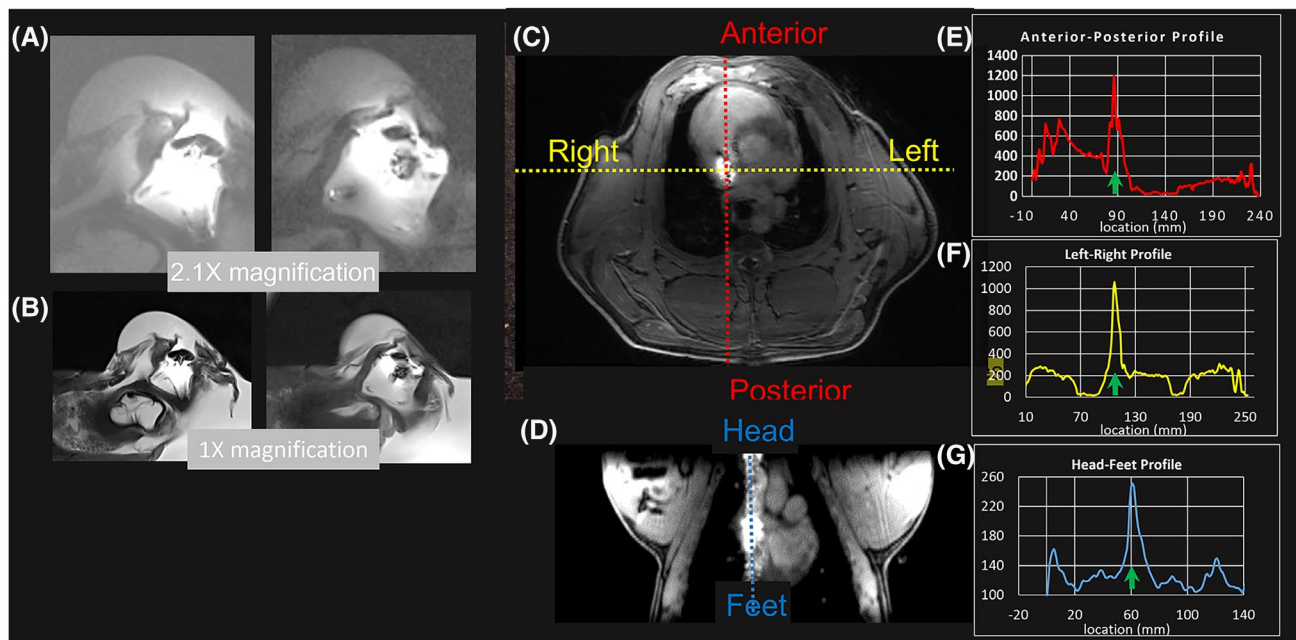 (A)
2.1X magnification
(B)
1X magnification
(C)
Anterior
Right
Left
Posterior
(D)
Head
Feet
(E)
Anterior-Posterior Profile
1400
1200
1000
800
600
400
200
0
-10 40 90 140 190 240
location (mm)
(F)
Left-Right Profile
1200
1000
800
600
400
200
0
10 70 130 190 250
location (mm)
(G)
Head-Feet Profile
260
220
180
140
100
-20 20 60 100 140
location (mm)